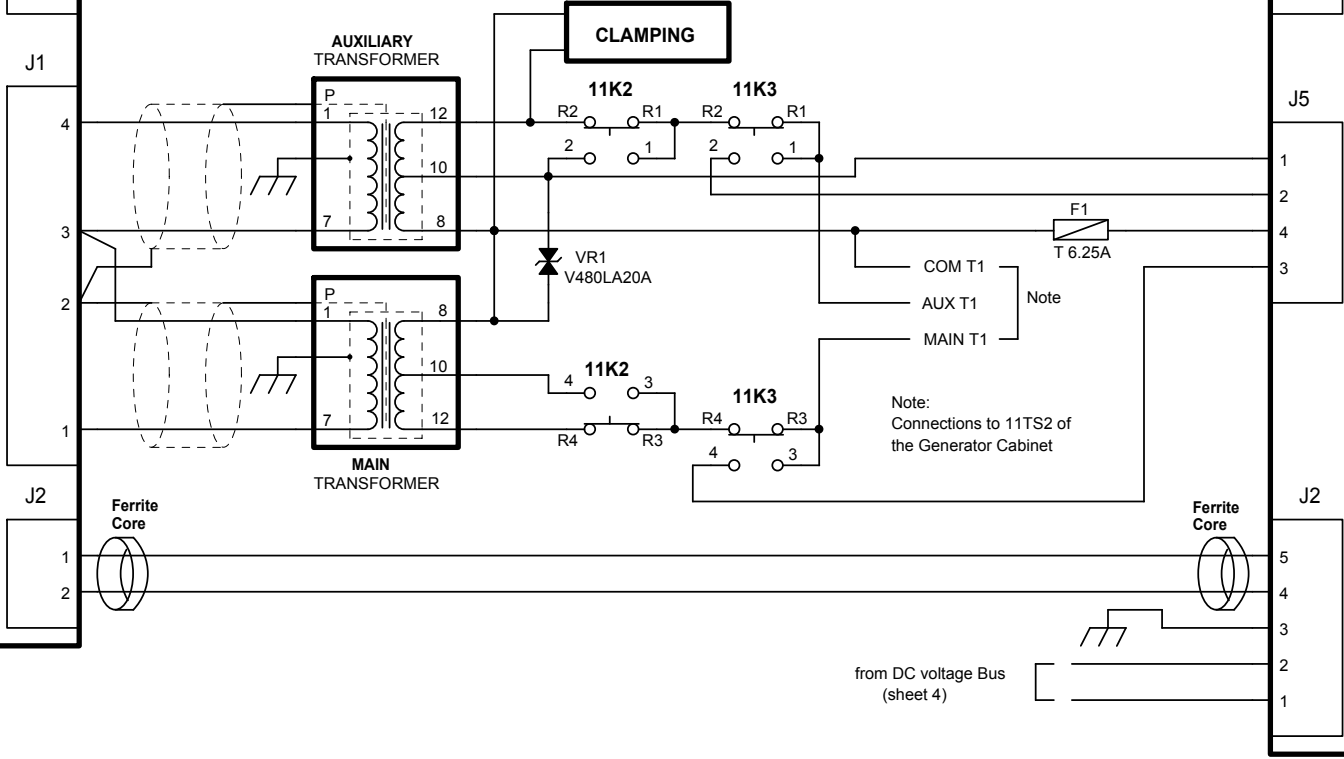 CLAMPING
J1
AUXILIARY
TRANSFORMER
11K2
11K3
J5
P
1
12
R2
R1
R2
R1
4
2
1
2
1
10
1
2
7
8
3
F1
4
T 6.25A
VR1
V480LA20A
COM T1
3
AUX T1
Note
MAIN T1
P
1
8
2
10
11K2
4
3
11K3
7
12
R4
R3
R4
R3
1
4
3
Note:
Connections to 11TS2 of
the Generator Cabinet
MAIN
TRANSFORMER
J2
Ferrite
Core
Ferrite
Core
J2
1
5
2
4
3
from DC voltage Bus
(sheet 4)
2
1